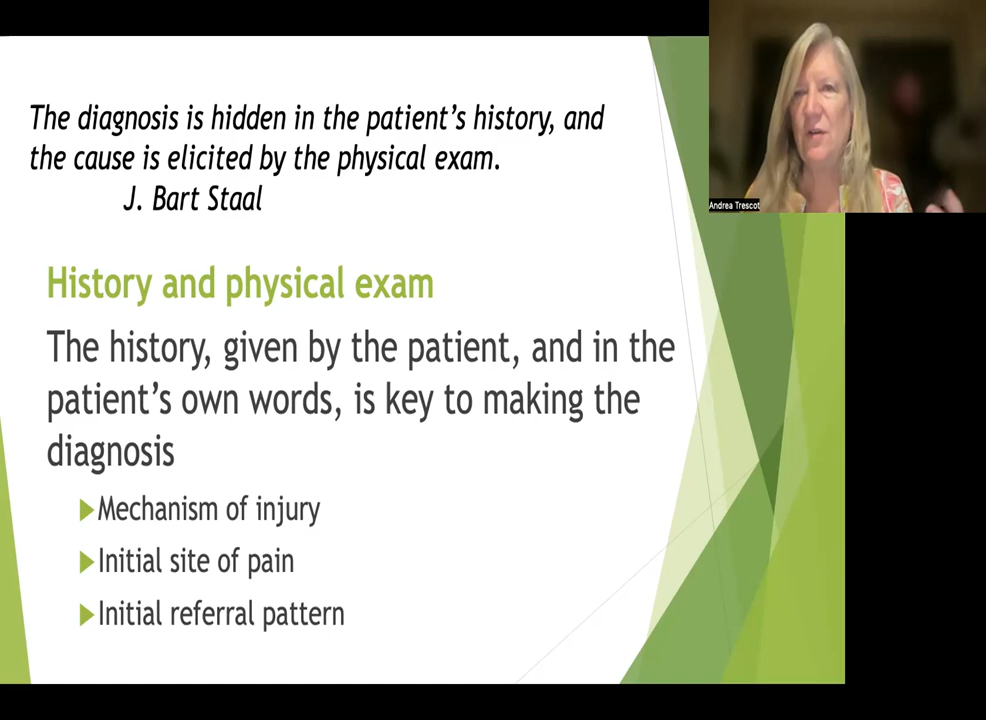 The diagnosis is hidden in the patient's history, and
the cause is elicited by the physical exam.
J. Bart Staal
History and physical exam
The history, given by the patient, and in the
patient's own words, is key to making the
diagnosis
Mechanism of injury
Initial site of pain
Initial referral pattern
Andrea Trescot